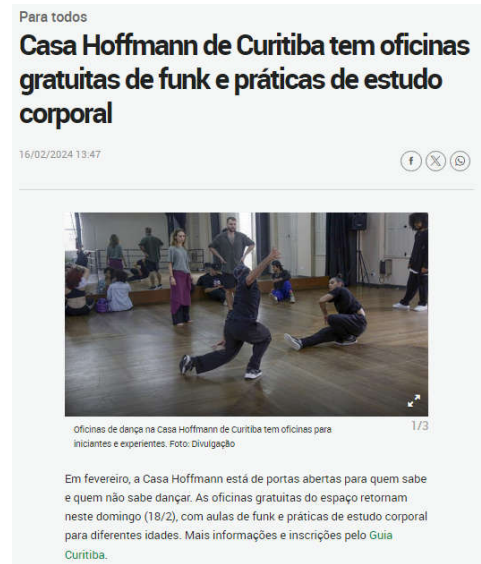 Para todos
Casa Hoffmann de Curitiba tem oficinas
gratuitas de funk e práticas de estudo
corporal
16/02/2024 13:47
Oficinas de dança na Casa Hoffmann de Curitiba tem oficinas para
iniciantes e experientes. Foto: Divulgação
1/3
Em fevereiro, a Casa Hoffmann está de portas abertas para quem sabe
e quem não sabe dançar. As oficinas gratuitas do espaço retornam
neste domingo (18/2), com aulas de funk e práticas de estudo corporal
para diferentes idades. Mais informações e inscrições pelo Guia
Curitiba.